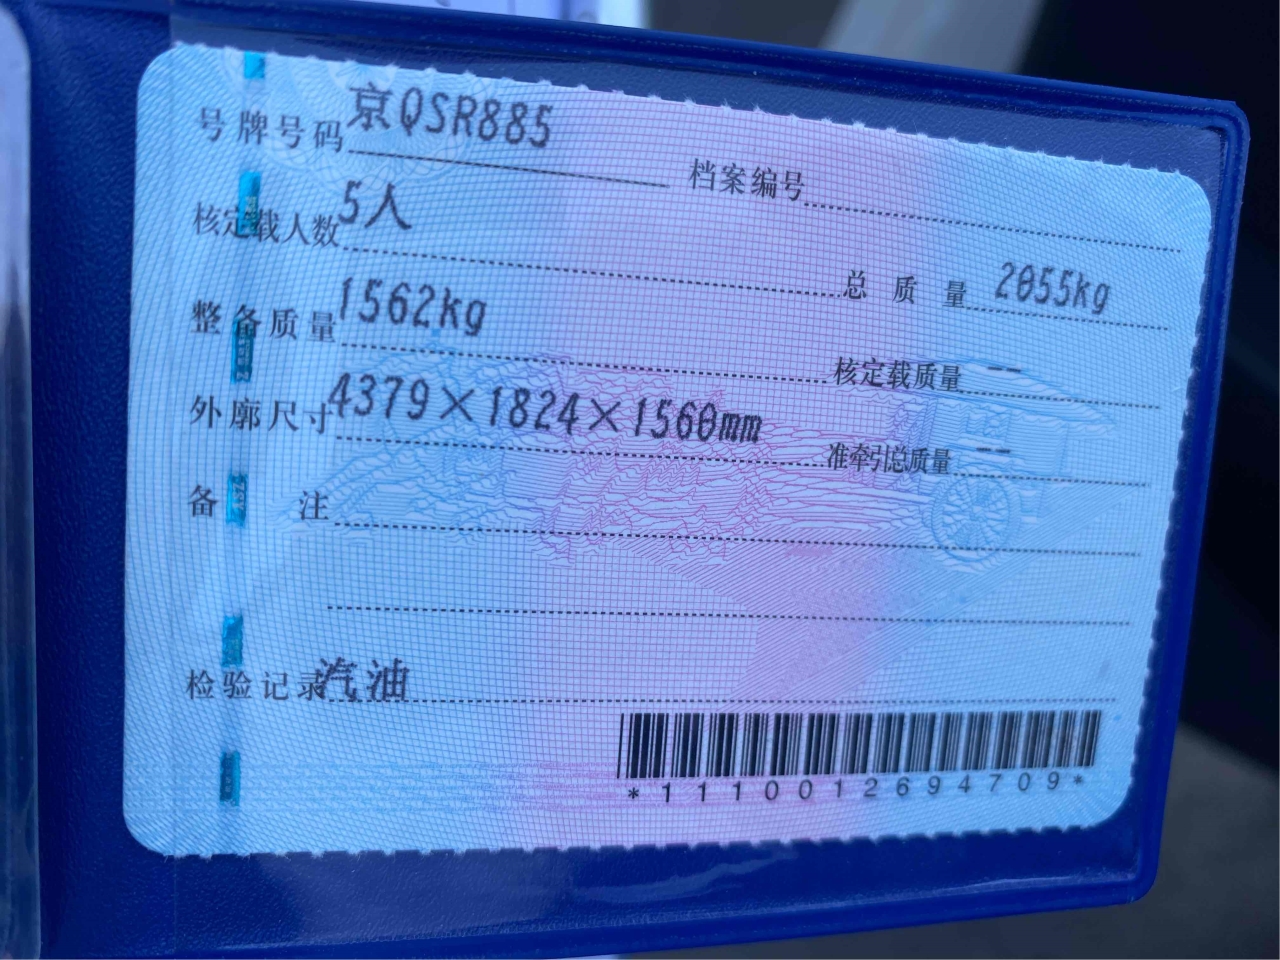 号牌号码 京QSR885 档案编号
核定载人数 5人 总质量 2055kg
整备质量 1562kg 核定载质量 --
外廓尺寸 4379×1824×1560mm 准牵引总质量 --
备注
检验记录 汽油
*1110012694709*